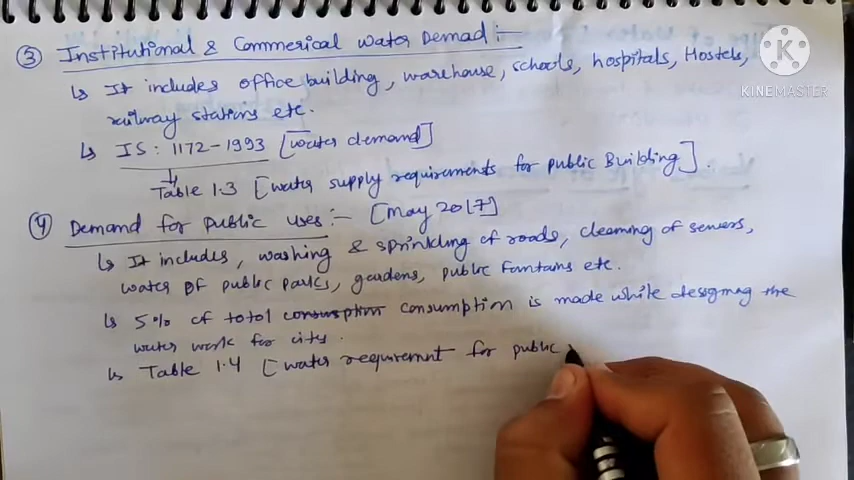 ③ Institutional & Commerical Water Demad :-
↳ It includes office building, warehouse, schools, hospitals, Hostels,
railway stations etc.
↳ IS : 1172-1993 [water demand]
Table 1.3 [water supply requirements for public Building].
④ Demand for public uses :- [May 2017]
↳ It includes, washing & sprinkling of roads, cleaning of sewers,
water of public parks, gardens, public fantains etc.
↳ 5% of total consumption consumption is made while designing the
water work for city.
↳ Table 1.4 [water requirement for public
KINEMASTER